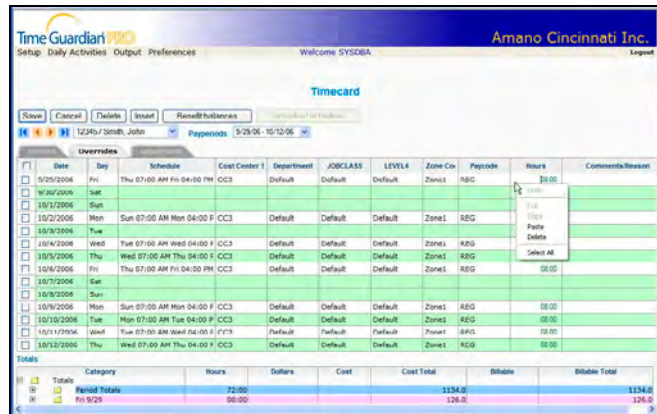 Time Guardian PRO
Amano Cincinnati Inc.
Setup Daily Activities Output Preferences Welcome SYSDBA Logout
Timecard
Save Cancel Delete Insert Benefit balances
123457 Smith, John Payperiods 9/29/06 - 10/12/06
Overrides
Date Day Schedule Cost Center 1 Department JOBCLASS LEVEL4 Zone Co Paycode Hours Comments/Reason
9/29/2006 Fri Thu 07:00 AM Fri 04:00 PM CC3 Default Default Default Zone1 REG 08:00
9/30/2006 Sat
10/1/2006 Sun
10/2/2006 Mon Sun 07:00 AM Mon 04:00 P CC3 Default Default Default Zone1 REG
10/3/2006 Tue
10/4/2006 Wed Tue 07:00 AM Wed 04:00 P CC3 Default Default Default Zone1 REG
10/5/2006 Thu Wed 07:00 AM Thu 04:00 P CC3 Default Default Default Zone1 REG
10/6/2006 Fri Thu 07:00 AM Fri 04:00 PM CC3 Default Default Default Zone1 REG 08:00
10/7/2006 Sat
10/8/2006 Sun
10/9/2006 Mon Sun 07:00 AM Mon 04:00 P CC3 Default Default Default Zone1 REG 08:00
10/10/2006 Tue Mon 07:00 AM Tue 04:00 P CC3 Default Default Default Zone1 REG 08:00
10/11/2006 Wed Tue 07:00 AM Wed 04:00 P CC3 Default Default Default Zone1 REG 08:00
10/12/2006 Thu Wed 07:00 AM Thu 04:00 P CC3 Default Default Default Zone1 REG 08:00
Undo
Cut
Copy
Paste
Delete
Select All
Totals
Category Hours Dollars Cost Cost Total Billable Billable Total
Totals
Period Totals 72:00 1134.0 1134.0
Fri 9/29 08:00 126.0 126.0